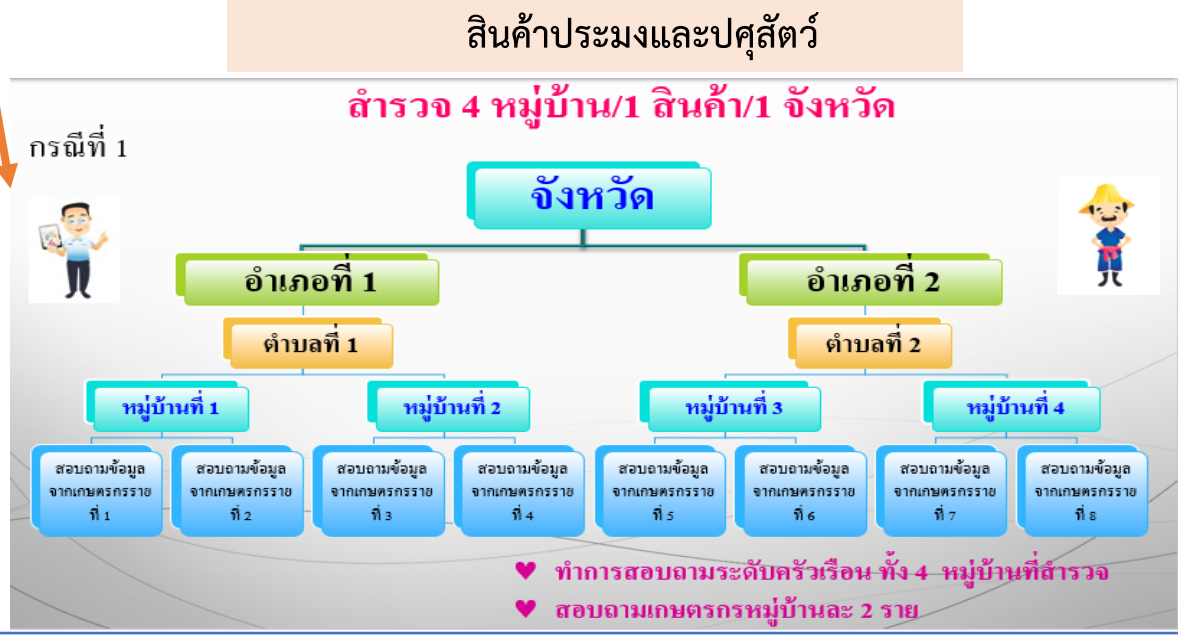 สินค้าประมงและปศุสัตว์
สำรวจ 4 หมู่บ้าน/1 สินค้า/1 จังหวัด
กรณีที่ 1
จังหวัด
อำเภอที่ 1
อำเภอที่ 2
ตำบลที่ 1
ตำบลที่ 2
หมู่บ้านที่ 1
หมู่บ้านที่ 2
หมู่บ้านที่ 3
หมู่บ้านที่ 4
สอบถามข้อมูล
จากเกษตรกรราย
ที่ 1
สอบถามข้อมูล
จากเกษตรกรราย
ที่ 2
สอบถามข้อมูล
จากเกษตรกรราย
ที่ 3
สอบถามข้อมูล
จากเกษตรกรราย
ที่ 4
สอบถามข้อมูล
จากเกษตรกรราย
ที่ 5
สอบถามข้อมูล
จากเกษตรกรราย
ที่ 6
สอบถามข้อมูล
จากเกษตรกรราย
ที่ 7
สอบถามข้อมูล
จากเกษตรกรราย
ที่ 8
♥ ทำการสอบถามระดับครัวเรือน ทั้ง 4 หมู่บ้านที่สำรวจ
♥ สอบถามเกษตรกรหมู่บ้านละ 2 ราย